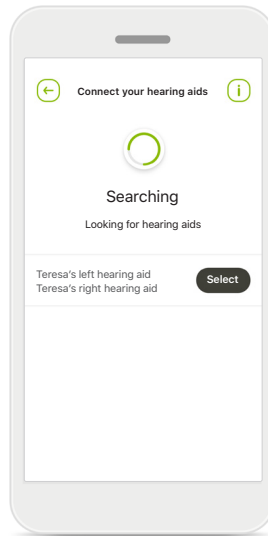 Connect your hearing aids
i
Searching
Looking for hearing aids
Teresa's left hearing aid
Teresa's right hearing aid
Select